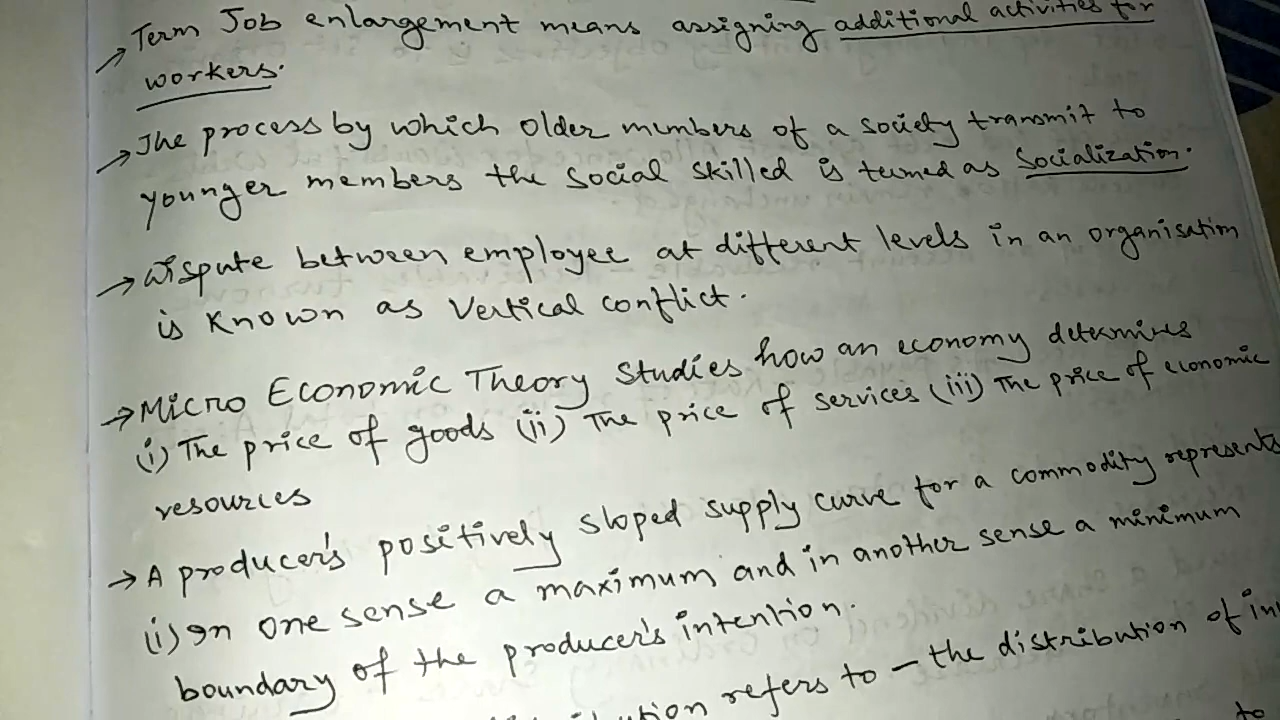 → Term Job enlargement means assigning additional activities for
workers.
→ The process by which older members of a society transmit to
younger members the social skilled is termed as Socialization.
→ Dispute between employee at different levels in an organisation
is known as Vertical conflict.
→ Micro Economic Theory studies how an economy determines
(i) The price of goods (ii) The price of services (iii) The price of economic
resources
→ A producer's positively sloped supply curve for a commodity represents
(i) In one sense a maximum and in another sense a minimum
boundary of the producer's intention.
refers to - the distribution of
to